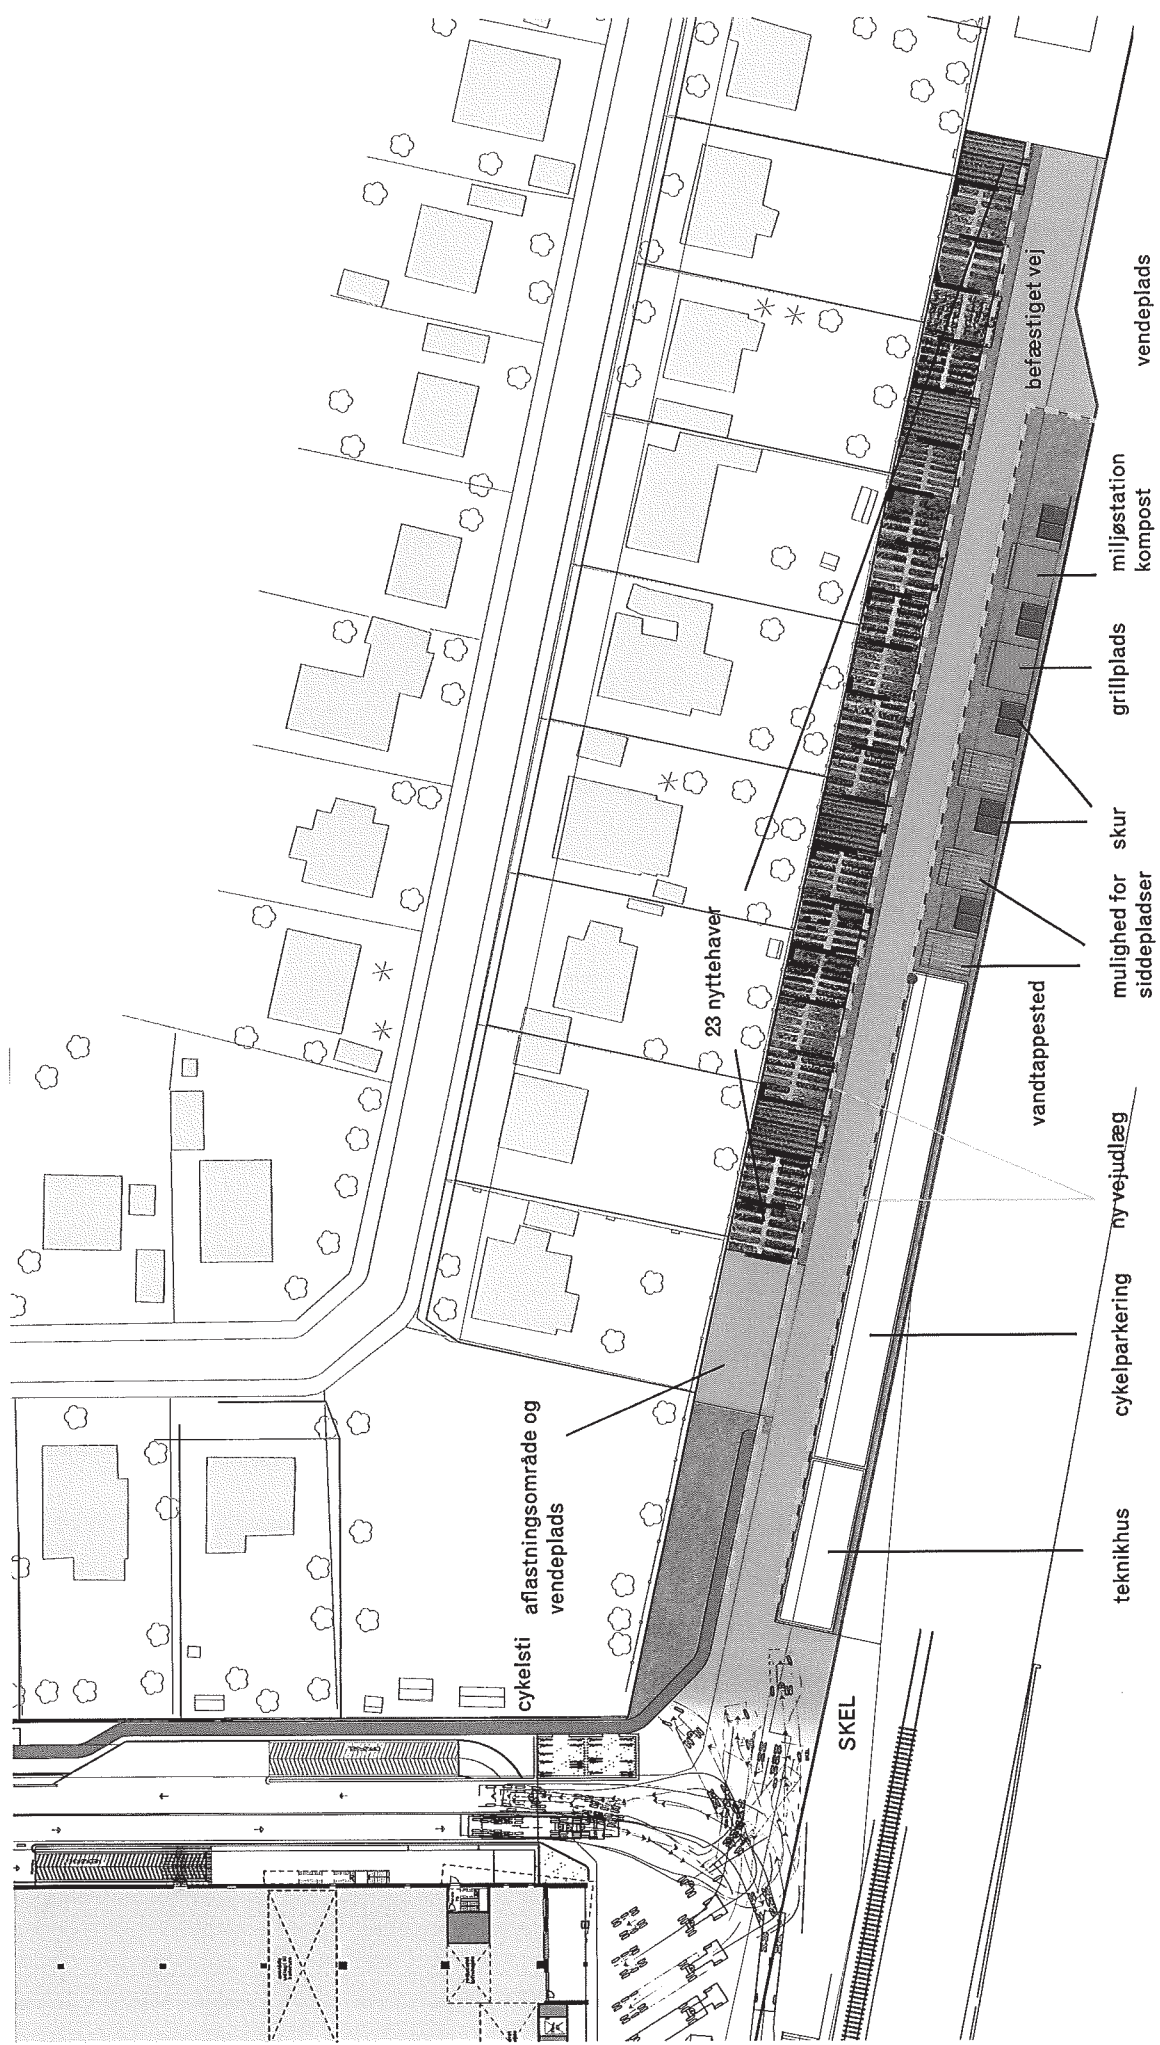 SKEL
cykelsti
aflastningsområde og
vendeplads
23 nyttehaver
befæstiget vej
teknikhus
cykelparkering
ny vejudlæg
vandtappested
mulighed for
siddepladser
skur
grillplads
miljøstation
kompost
vendeplads